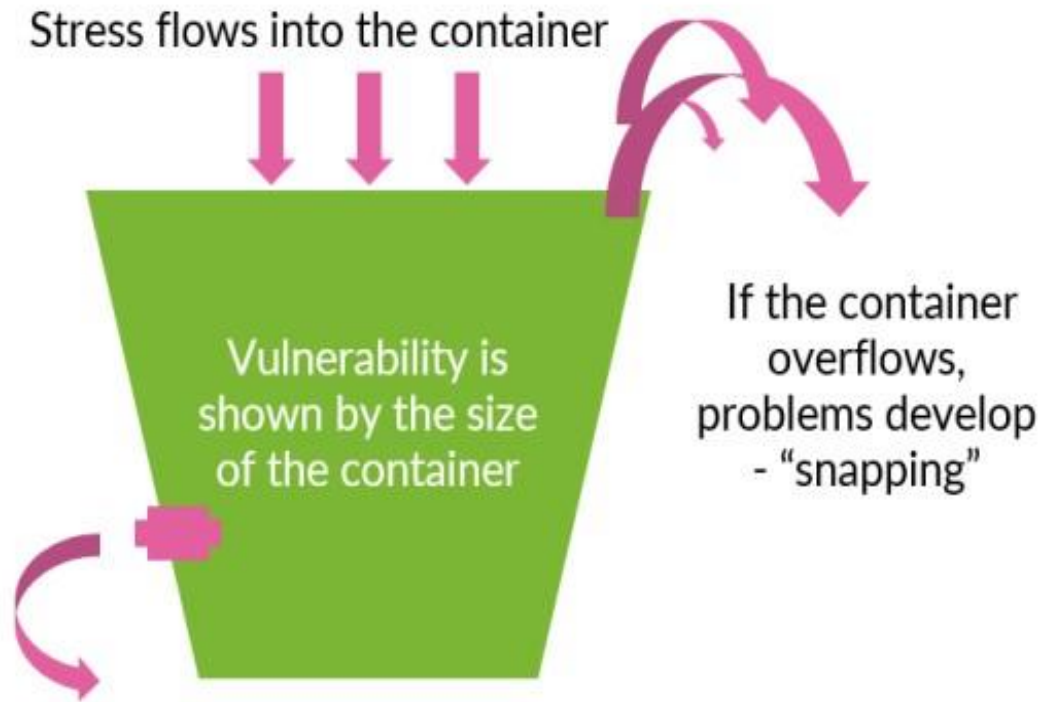 Stress flows into the container
Vulnerability is
shown by the size
of the container
If the container
overflows,
problems develop
- “snapping”